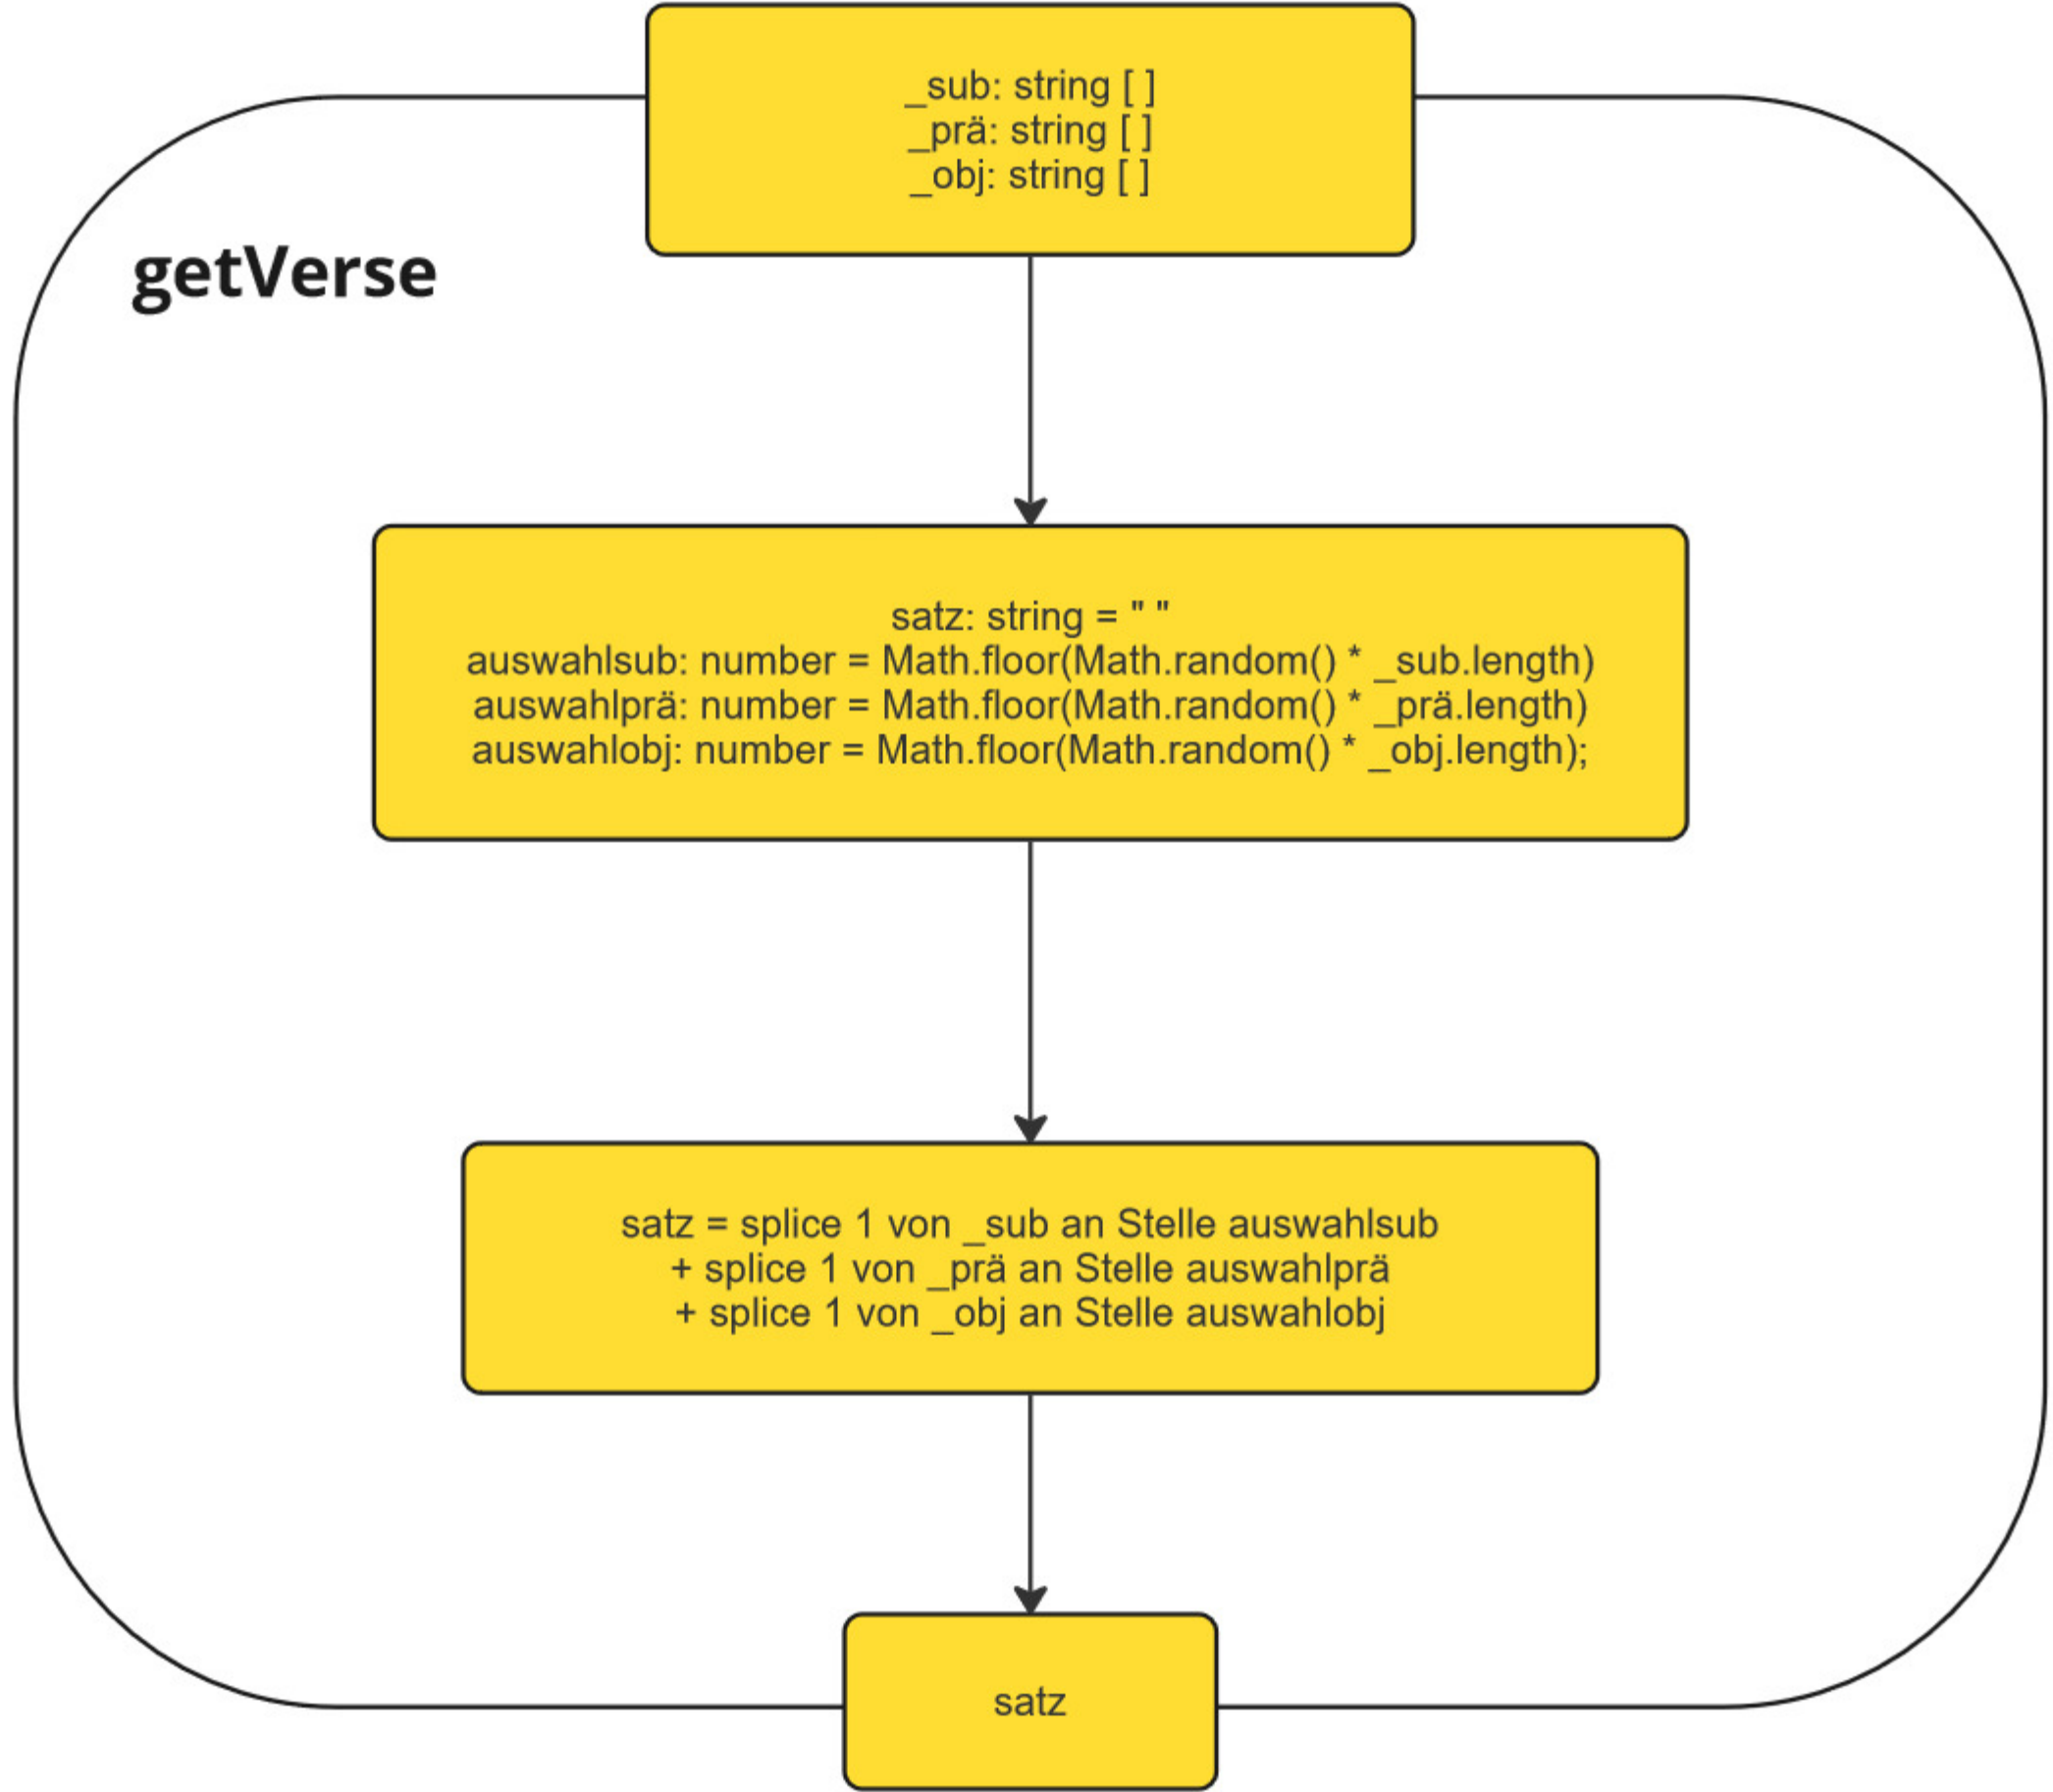 _sub: string [ ]
_prä: string [ ]
_obj: string [ ]
getVerse
satz: string = " "
auswahlsub: number = Math.floor(Math.random() * _sub.length)
auswahlprä: number = Math.floor(Math.random() * _prä.length)
auswahlobj: number = Math.floor(Math.random() * _obj.length);
satz = splice 1 von _sub an Stelle auswahlsub
+ splice 1 von _prä an Stelle auswahlprä
+ splice 1 von _obj an Stelle auswahlobj
satz